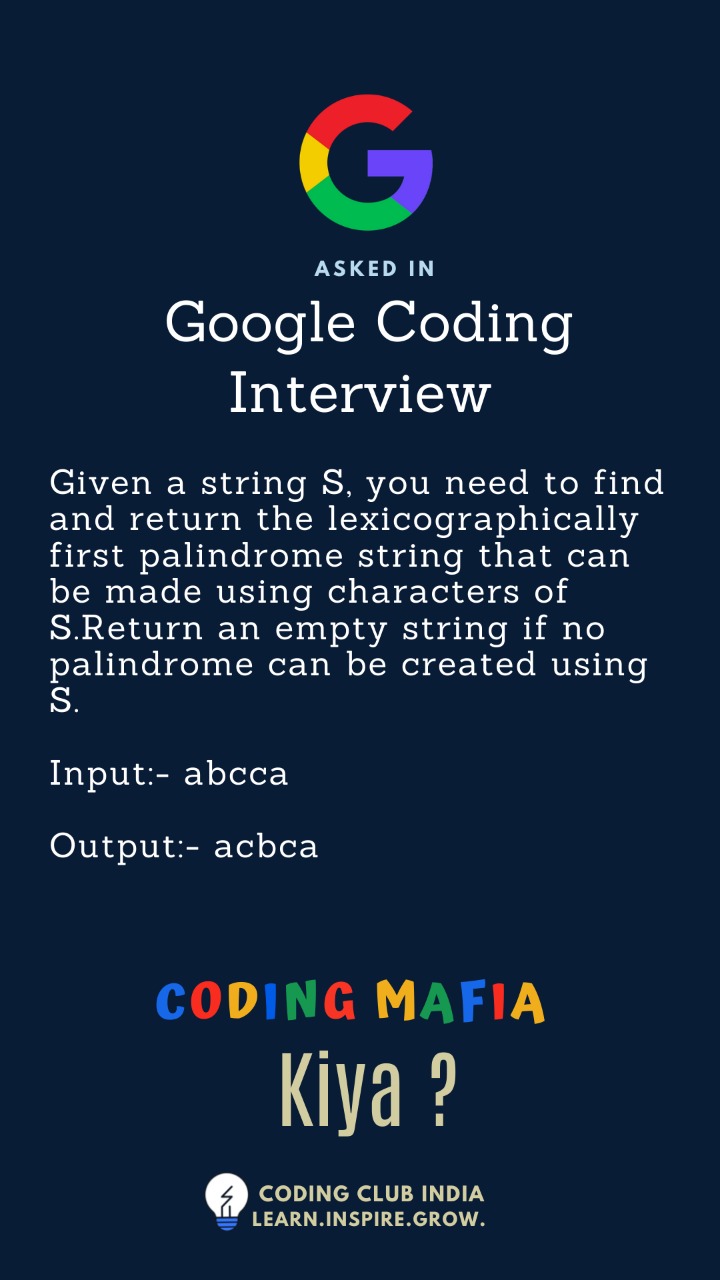 G
ASKED IN
Google Coding
Interview
Given a string S, you need to find
and return the lexicographically
first palindrome string that can
be made using characters of
S.Return an empty string if no
palindrome can be created using
S.
Input:- abcca
Output:- acbca
CODING MAFIA
Kiya ?
CODING CLUB INDIA
LEARN.INSPIRE.GROW.